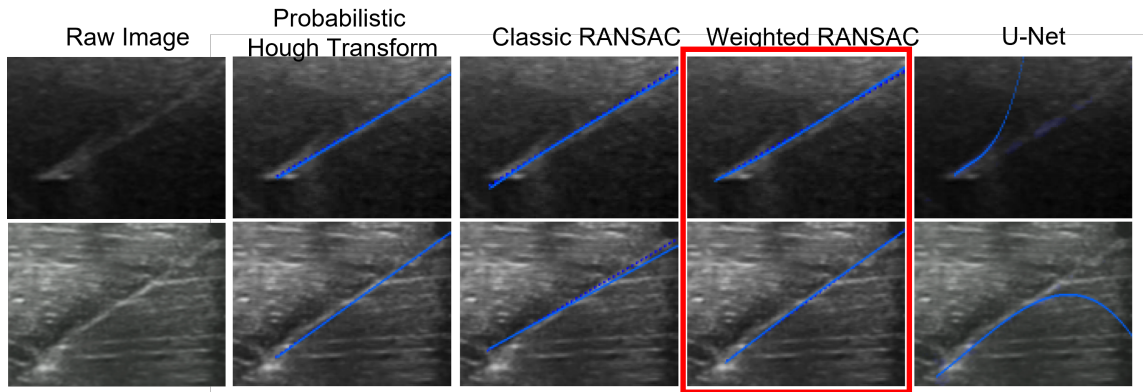 Raw Image
Probabilistic
Hough Transform
Classic RANSAC
Weighted RANSAC
U-Net